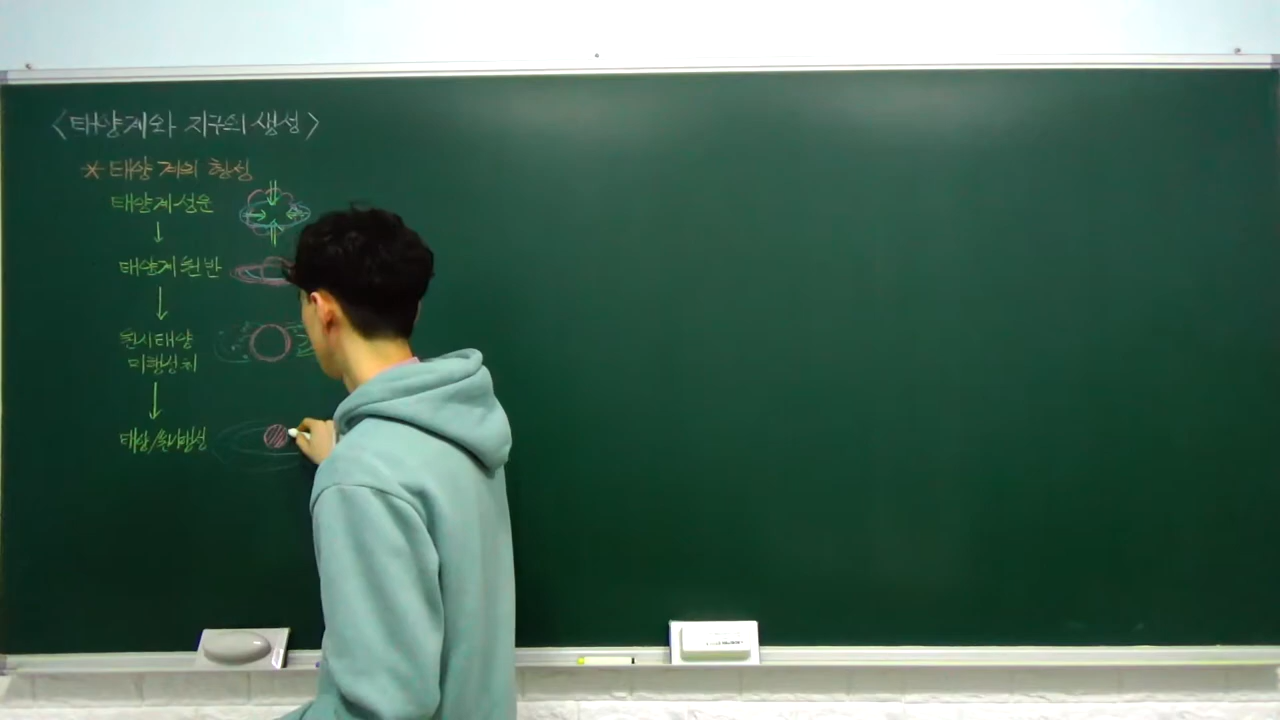 <태양계와 지구의 생성>
* 태양계의 형성
태양계성운
↓
태양계원반
↓
원시태양
미행성체
↓
태양/원시행성